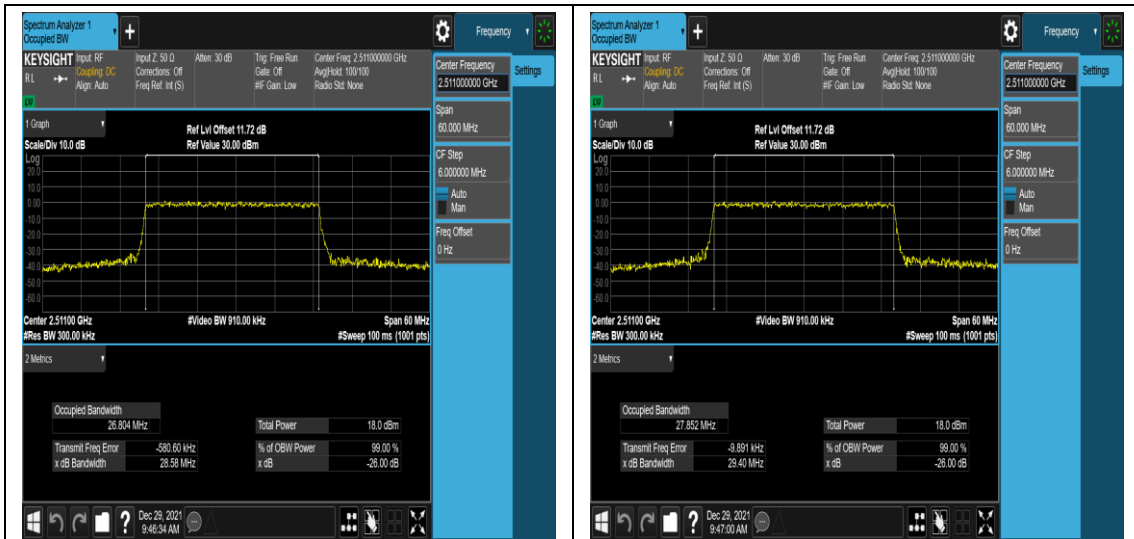 Spectrum Analyzer 1
Occupied BW
+
Frequency
KEYSIGHT
RL
Input: RF
Coupling: DC
Align: Auto
Input Z: 50 Ω
Corrections: Off
Freq Ref: Int (S)
Atten: 30 dB
Trig: Free Run
Gate: Off
#IF Gain: Low
Center Freq: 2.511000000 GHz
Avg|Hold: 100/100
Radio Std: None
Center Frequency
2.511000000 GHz
Settings
Span
60.000 MHz
CF Step
6.000000 MHz
Auto
Man
Freq Offset
0 Hz
1 Graph
Scale/Div 10.0 dB
Ref Lvl Offset 11.72 dB
Ref Value 30.00 dBm
Log
20.0
10.0
0.00
-10.0
-20.0
-30.0
-40.0
-50.0
-60.0
Center 2.51100 GHz
#Res BW 300.00 kHz
#Video BW 910.00 kHz
Span 60 MHz
#Sweep 100 ms (1001 pts)
2 Metrics
Occupied Bandwidth
26.804 MHz
Total Power 18.0 dBm
Transmit Freq Error -580.60 kHz
% of OBW Power 99.00 %
x dB Bandwidth 28.58 MHz
x dB -26.00 dB
?
Dec 29, 2021
9:46:34 AM
Spectrum Analyzer 1
Occupied BW
+
Frequency
KEYSIGHT
RL
Input: RF
Coupling: DC
Align: Auto
Input Z: 50 Ω
Corrections: Off
Freq Ref: Int (S)
Atten: 30 dB
Trig: Free Run
Gate: Off
#IF Gain: Low
Center Freq: 2.511000000 GHz
Avg|Hold: 100/100
Radio Std: None
Center Frequency
2.511000000 GHz
Settings
Span
60.000 MHz
CF Step
6.000000 MHz
Auto
Man
Freq Offset
0 Hz
1 Graph
Scale/Div 10.0 dB
Ref Lvl Offset 11.72 dB
Ref Value 30.00 dBm
Log
20.0
10.0
0.00
-10.0
-20.0
-30.0
-40.0
-50.0
-60.0
Center 2.51100 GHz
#Res BW 300.00 kHz
#Video BW 910.00 kHz
Span 60 MHz
#Sweep 100 ms (1001 pts)
2 Metrics
Occupied Bandwidth
27.852 MHz
Total Power 18.0 dBm
Transmit Freq Error -9.891 kHz
% of OBW Power 99.00 %
x dB Bandwidth 29.40 MHz
x dB -26.00 dB
?
Dec 29, 2021
9:47:00 AM